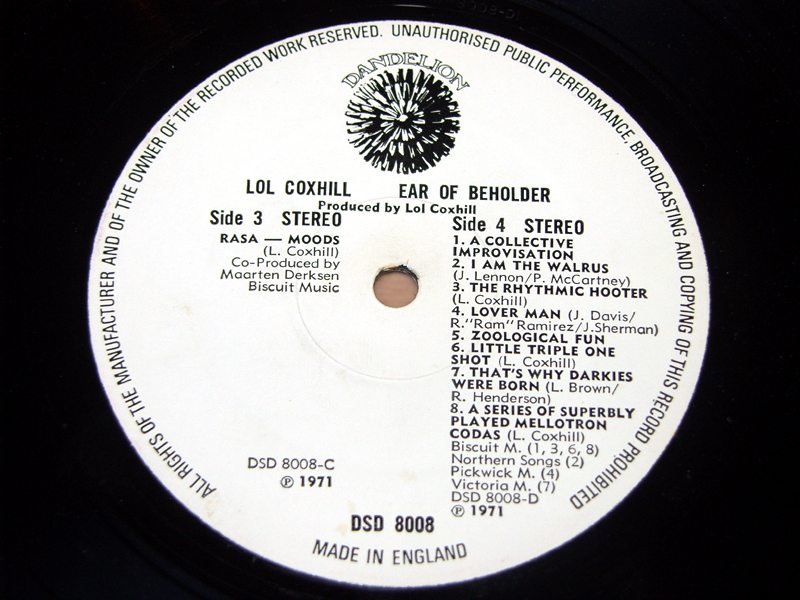 ALL RIGHTS OF THE MANUFACTURER AND OF THE OWNER OF THE RECORDED WORK RESERVED. UNAUTHORISED PUBLIC PERFORMANCE, BROADCASTING AND COPYING OF THIS RECORD PROHIBITED
DANDELION
LOL COXHILL EAR OF BEHOLDER
Produced by Lol Coxhill
Side 3 STEREO
RASA — MOODS
(L. Coxhill)
Co-Produced by
Maarten Derksen
Biscuit Music
DSD 8008-C
℗ 1971
Side 4 STEREO
1. A COLLECTIVE
IMPROVISATION
2. I AM THE WALRUS
(J. Lennon/P. McCartney)
3. THE RHYTHMIC HOOTER
(L. Coxhill)
4. LOVER MAN (J. Davis/
R."Ram" Ramirez/J.Sherman)
5. ZOOLOGICAL FUN
6. LITTLE TRIPLE ONE
SHOT (L. Coxhill)
7. THAT'S WHY DARKIES
WERE BORN (L. Brown/
R. Henderson)
8. A SERIES OF SUPERBLY
PLAYED MELLOTRON
CODAS (L. Coxhill)
Biscuit M. (1, 3, 6, 8)
Northern Songs (2)
Pickwick M. (4)
Victoria M. (7)
DSD 8008-D
℗ 1971
DSD 8008
MADE IN ENGLAND